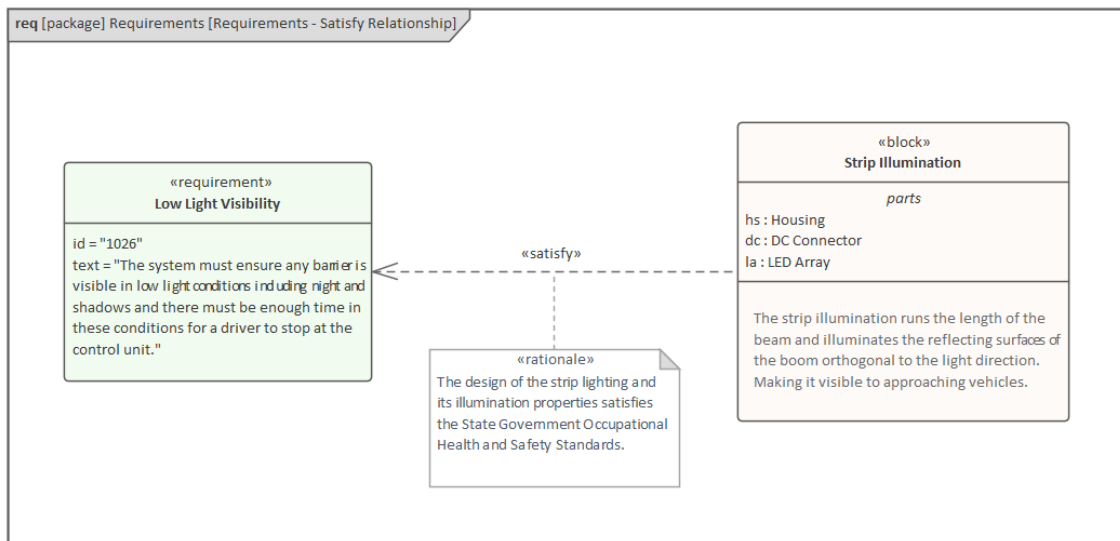 req [package] Requirements [Requirements - Satisfy Relationship]
«requirement»
Low Light Visibility
id = "1026"
text = "The system must ensure any barrier is
visible in low light conditions including night and
shadows and there must be enough time in
these conditions for a driver to stop at the
control unit."
«satisfy»
«rationale»
The design of the strip lighting and
its illumination properties satisfies
the State Government Occupational
Health and Safety Standards.
«block»
Strip Illumination
parts
hs : Housing
dc : DC Connector
la : LED Array
The strip illumination runs the length of the
beam and illuminates the reflecting surfaces of
the boom orthogonal to the light direction.
Making it visible to approaching vehicles.